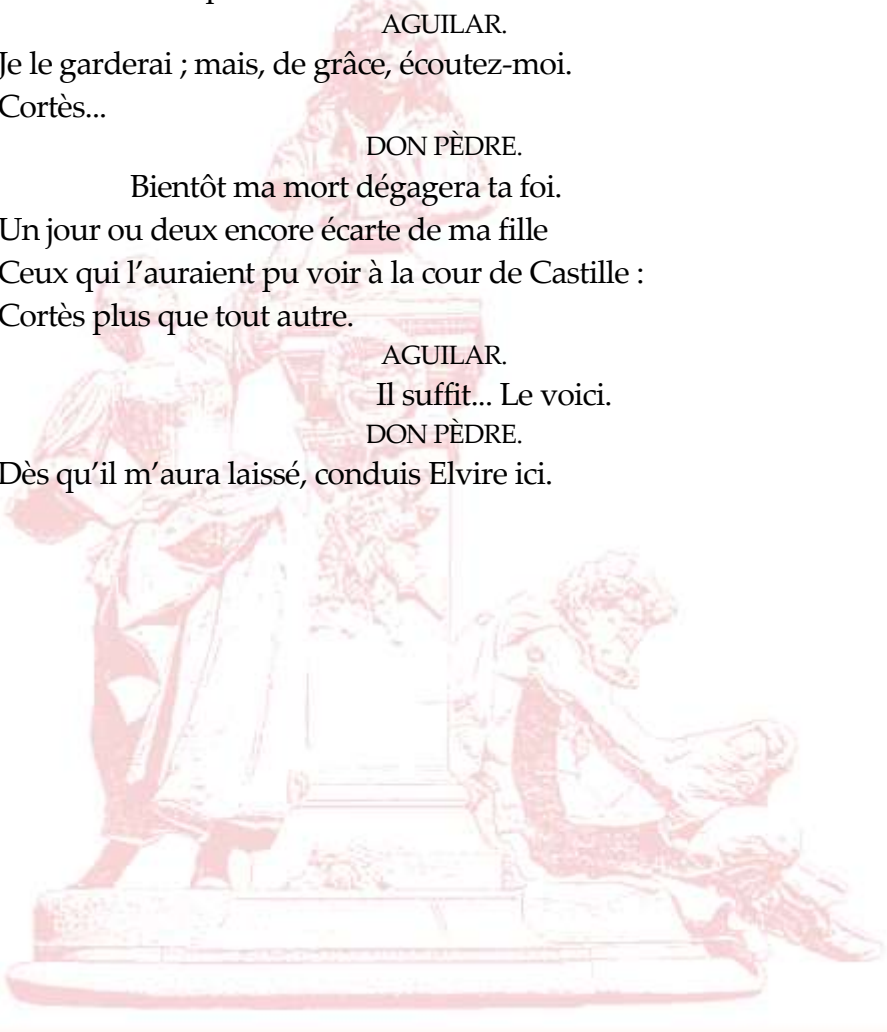 AGUILAR.
Je le garderai ; mais, de grâce, écoutez-moi.
Cortès...
DON PÈDRE.
Bientôt ma mort dégagera ta foi.
Un jour ou deux encore écarte de ma fille
Ceux qui l’auraient pu voir à la cour de Castille :
Cortès plus que tout autre.
AGUILAR.
Il suffit... Le voici.
DON PÈDRE.
Dès qu’il m’aura laissé, conduis Elvire ici.